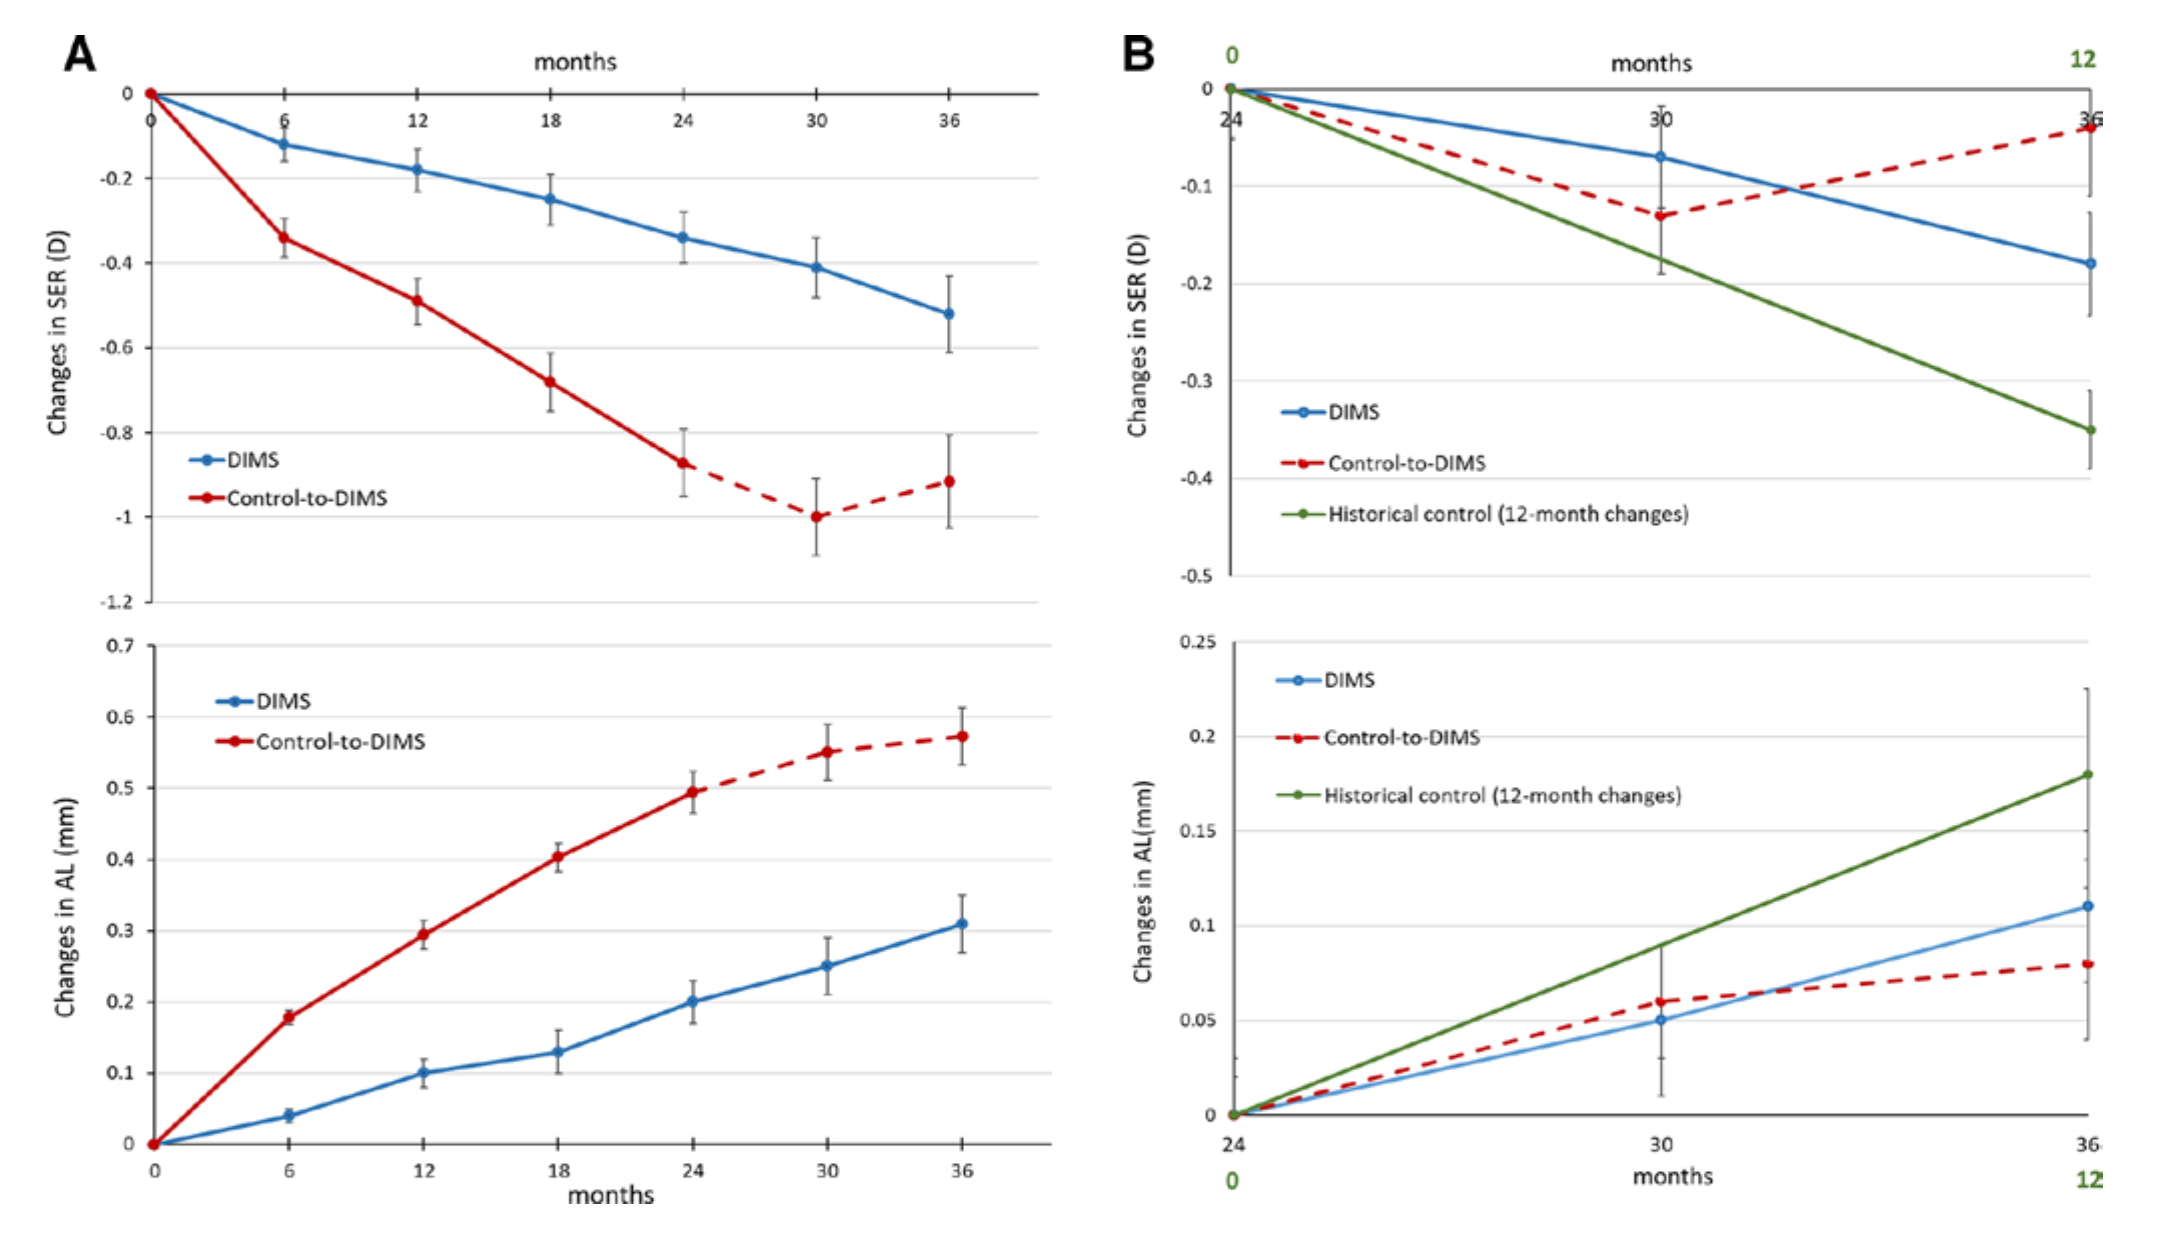 A
months
0
0 6 12 18 24 30 36
-0.2
-0.4
-0.6
-0.8
-1
-1.2
Changes in SER (D)
DIMS
Control-to-DIMS
0.7
0.6
0.5
0.4
0.3
0.2
0.1
0
Changes in AL (mm)
DIMS
Control-to-DIMS
0 6 12 18 24 30 36
months
B
0 12
months
0
24 30 36
-0.1
-0.2
-0.3
-0.4
-0.5
Changes in SER (D)
DIMS
Control-to-DIMS
Historical control (12-month changes)
0.25
0.2
0.15
0.1
0.05
0
Changes in AL(mm)
DIMS
Control-to-DIMS
Historical control (12-month changes)
24 30 36
months
0 12